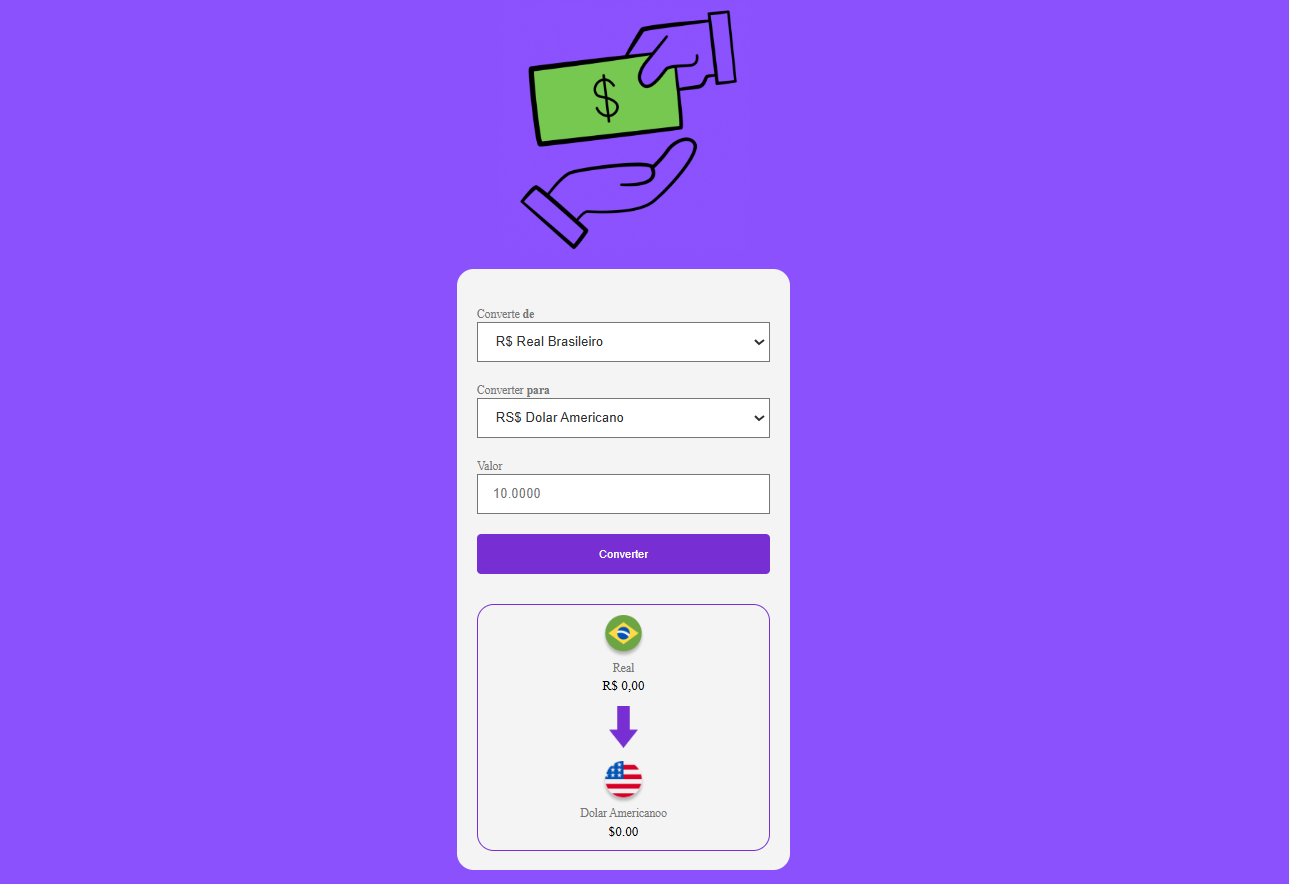 $
Converte de
R$ Real Brasileiro
Converter para
RS$ Dolar Americano
Valor
10.0000
Converter
Real
R$ 0,00
Dolar Americanoo
$0.00